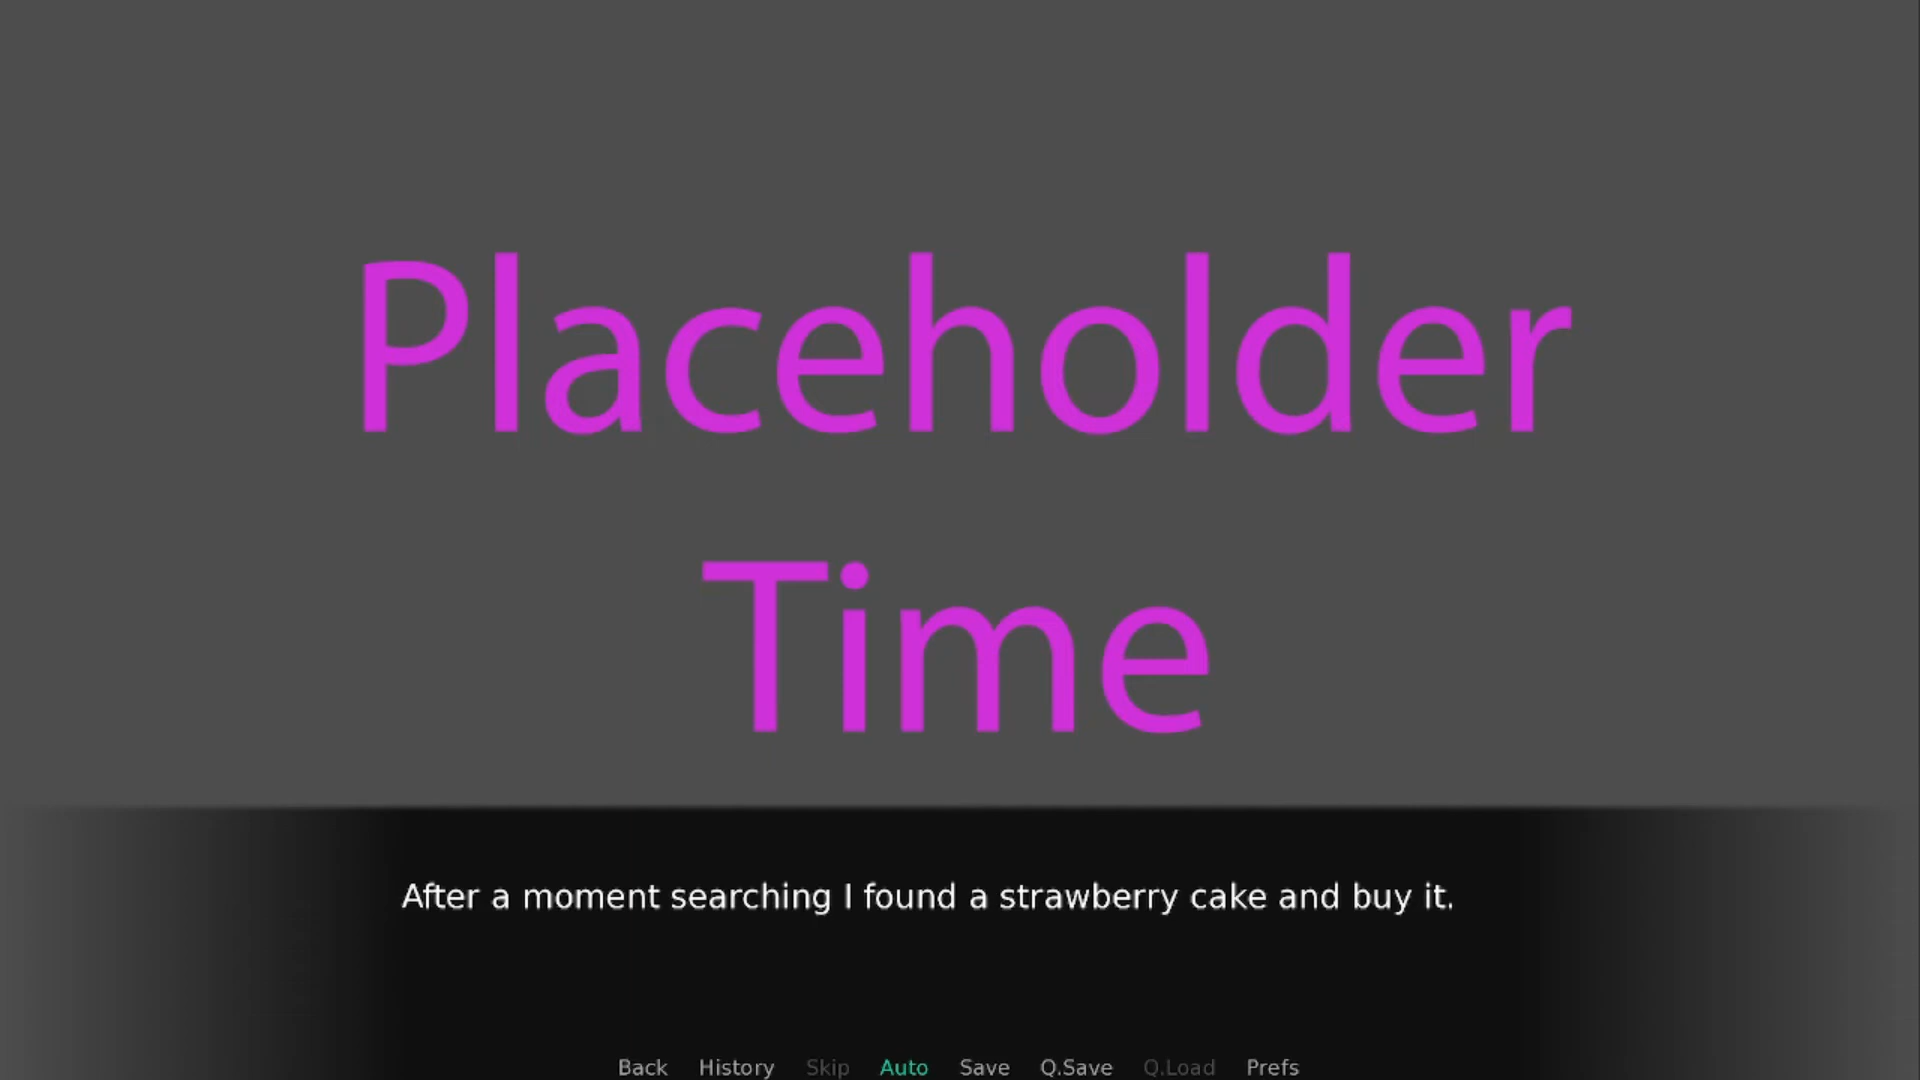 Placeholder
Time
After a moment searching I found a strawberry cake and buy it.
Back History Skip Auto Save Q.Save Q.Load Prefs